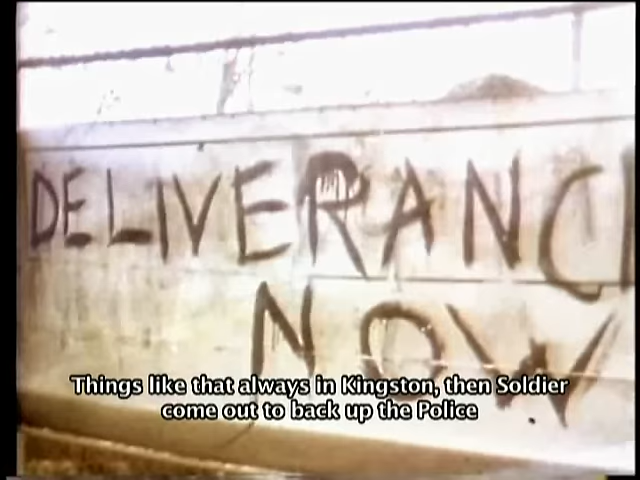 DELIVERANC
NOW
Things like that always in Kingston, then Soldier
come out to back up the Police